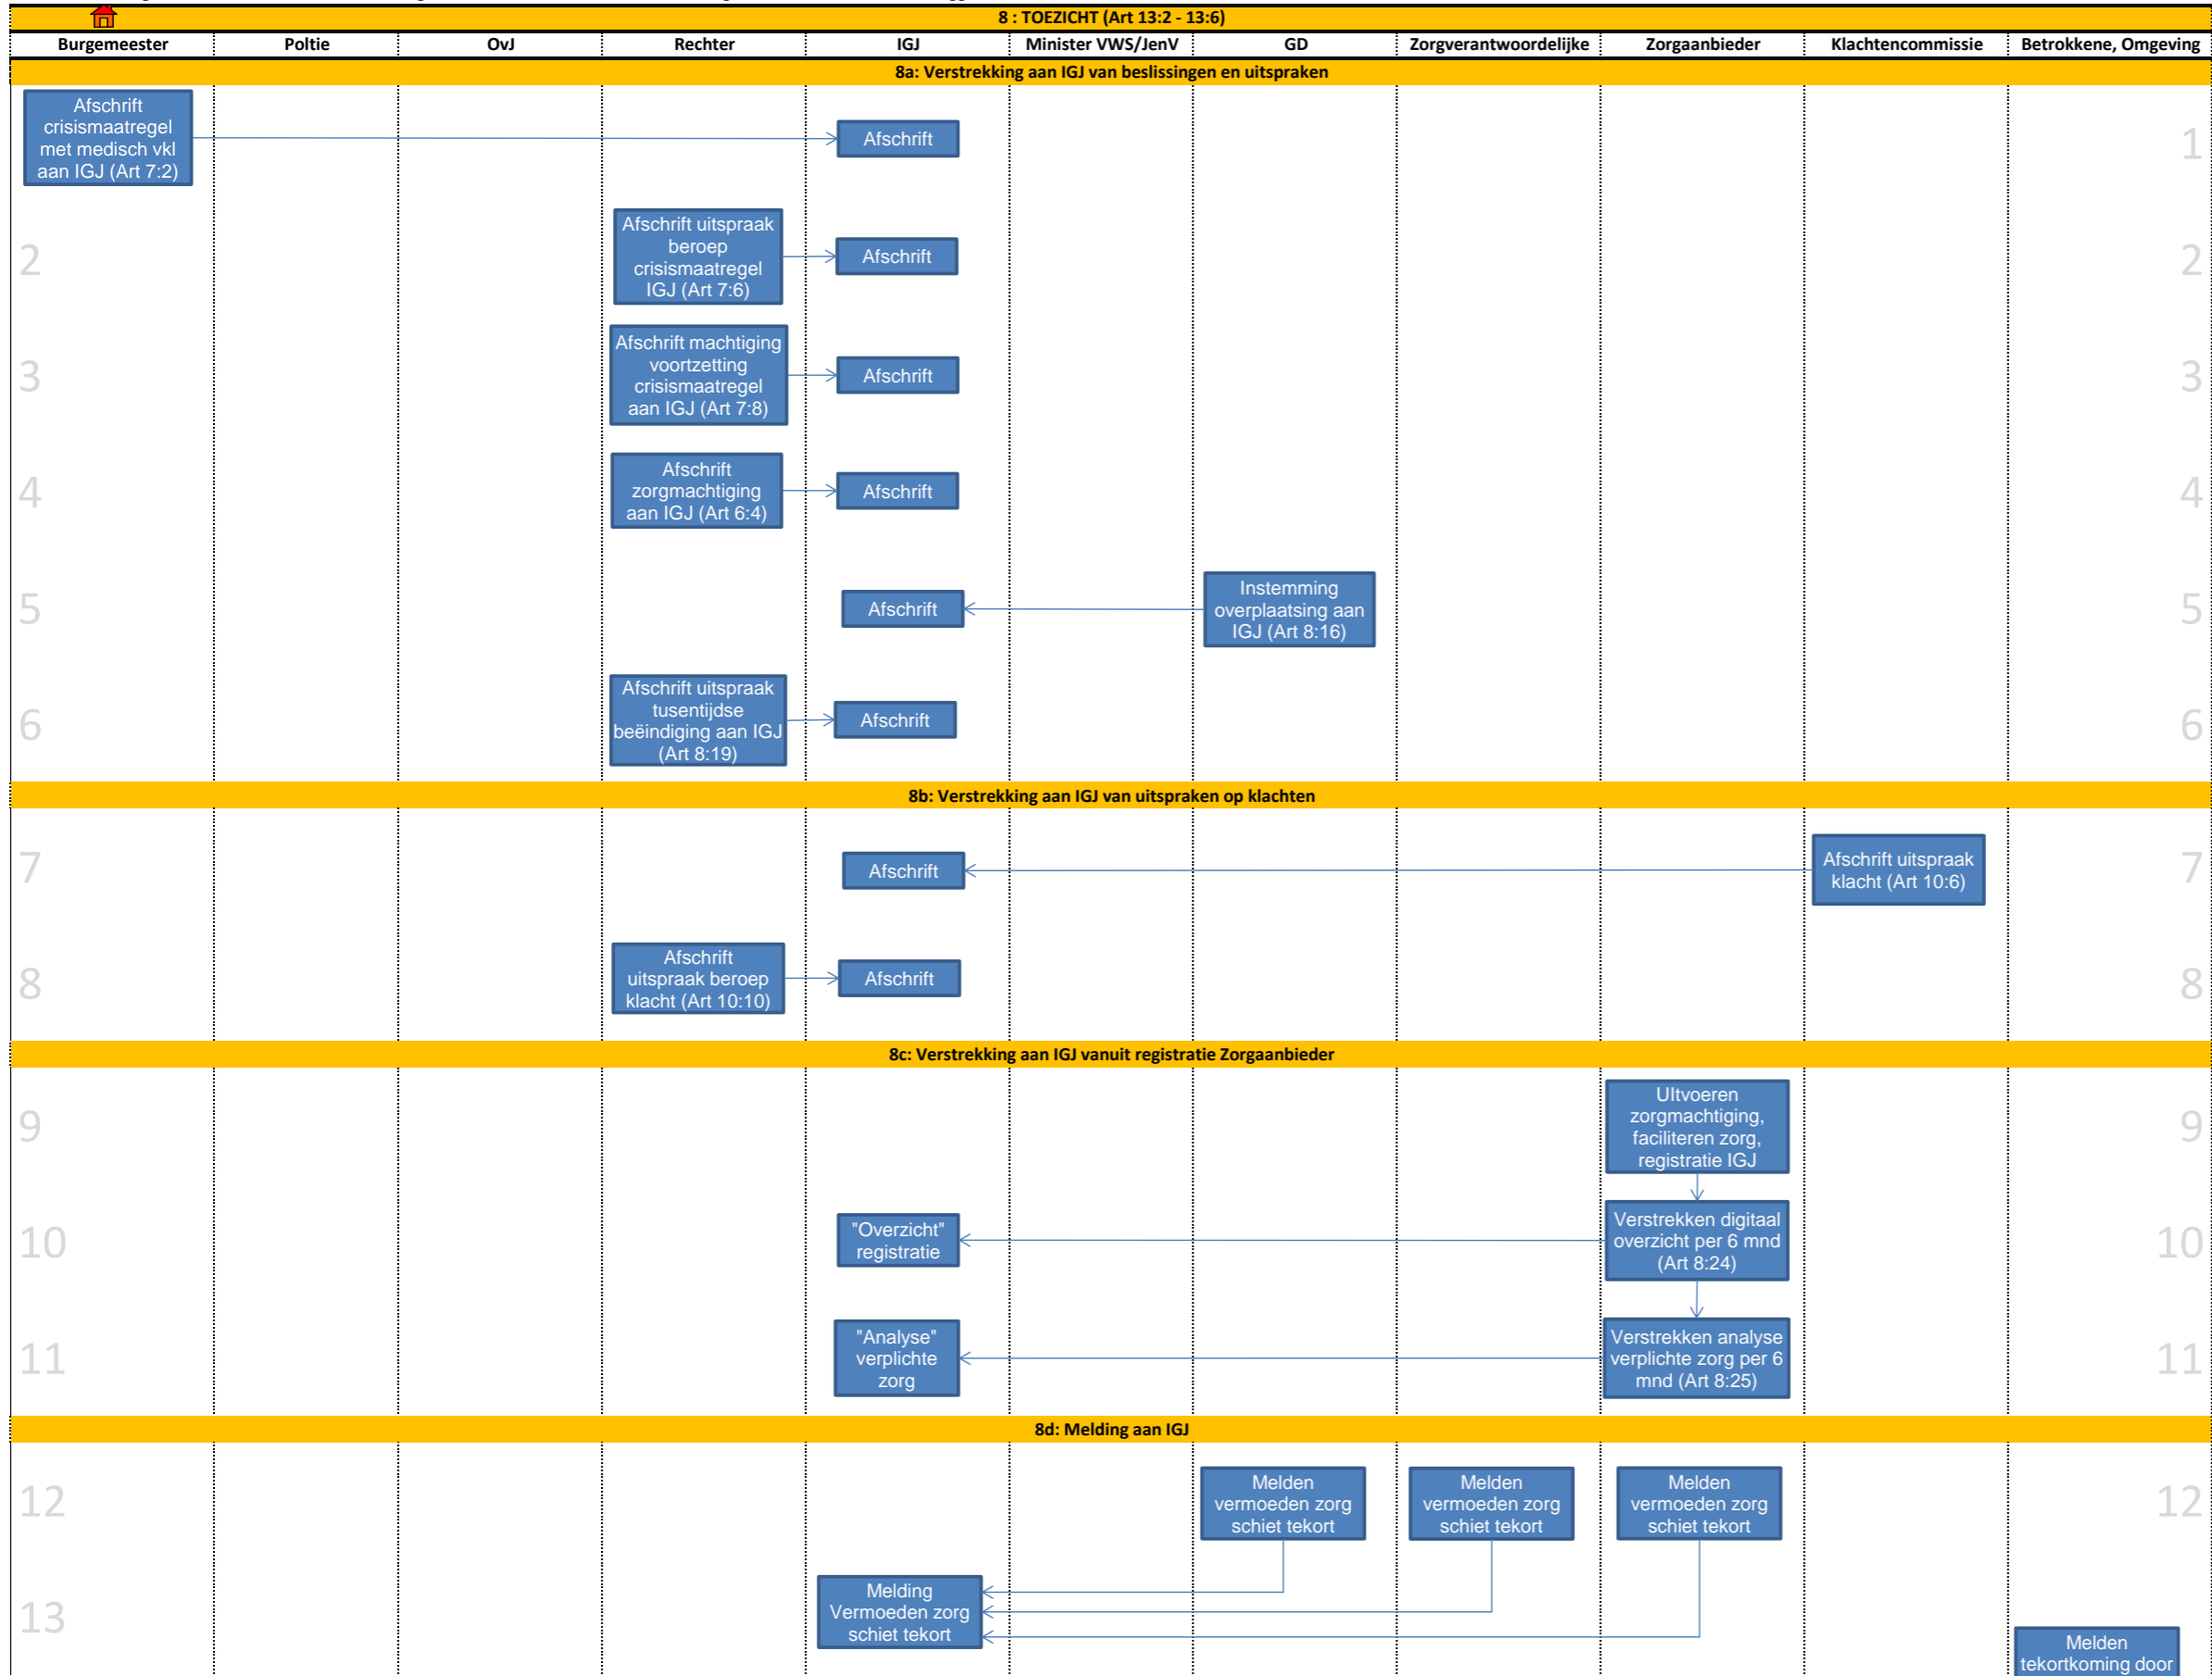 8 : TOEZICHT (Art 13:2 - 13:6)
Burgemeester Poltie OvJ Rechter IGJ Minister VWS/JenV GD Zorgverantwoordelijke Zorgaanbieder Klachtencommissie Betrokkene, Omgeving
8a: Verstrekking aan IGJ van beslissingen en uitspraken
Afschrift
crisismaatregel
met medisch vkl
aan IGJ (Art 7:2)
Afschrift
1
2
Afschrift uitspraak
beroep
crisismaatregel
IGJ (Art 7:6)
Afschrift
2
3
Afschrift machtiging
voortzetting
crisismaatregel
aan IGJ (Art 7:8)
Afschrift
3
4
Afschrift
zorgmachtiging
aan IGJ (Art 6:4)
Afschrift
4
5
Afschrift
Instemming
overplaatsing aan
IGJ (Art 8:16)
5
6
Afschrift uitspraak
tusentijdse
beëindiging aan IGJ
(Art 8:19)
Afschrift
6
8b: Verstrekking aan IGJ van uitspraken op klachten
7
Afschrift
Afschrift uitspraak
klacht (Art 10:6)
7
8
Afschrift
uitspraak beroep
klacht (Art 10:10)
Afschrift
8
8c: Verstrekking aan IGJ vanuit registratie Zorgaanbieder
9
UItvoeren
zorgmachtiging,
faciliteren zorg,
registratie IGJ
9
10
"Overzicht"
registratie
Verstrekken digitaal
overzicht per 6 mnd
(Art 8:24)
10
11
"Analyse"
verplichte
zorg
Verstrekken analyse
verplichte zorg per 6
mnd (Art 8:25)
11
8d: Melding aan IGJ
12
Melden
vermoeden zorg
schiet tekort
Melden
vermoeden zorg
schiet tekort
Melden
vermoeden zorg
schiet tekort
12
13
Melding
Vermoeden zorg
schiet tekort
Melden
tekortkoming door